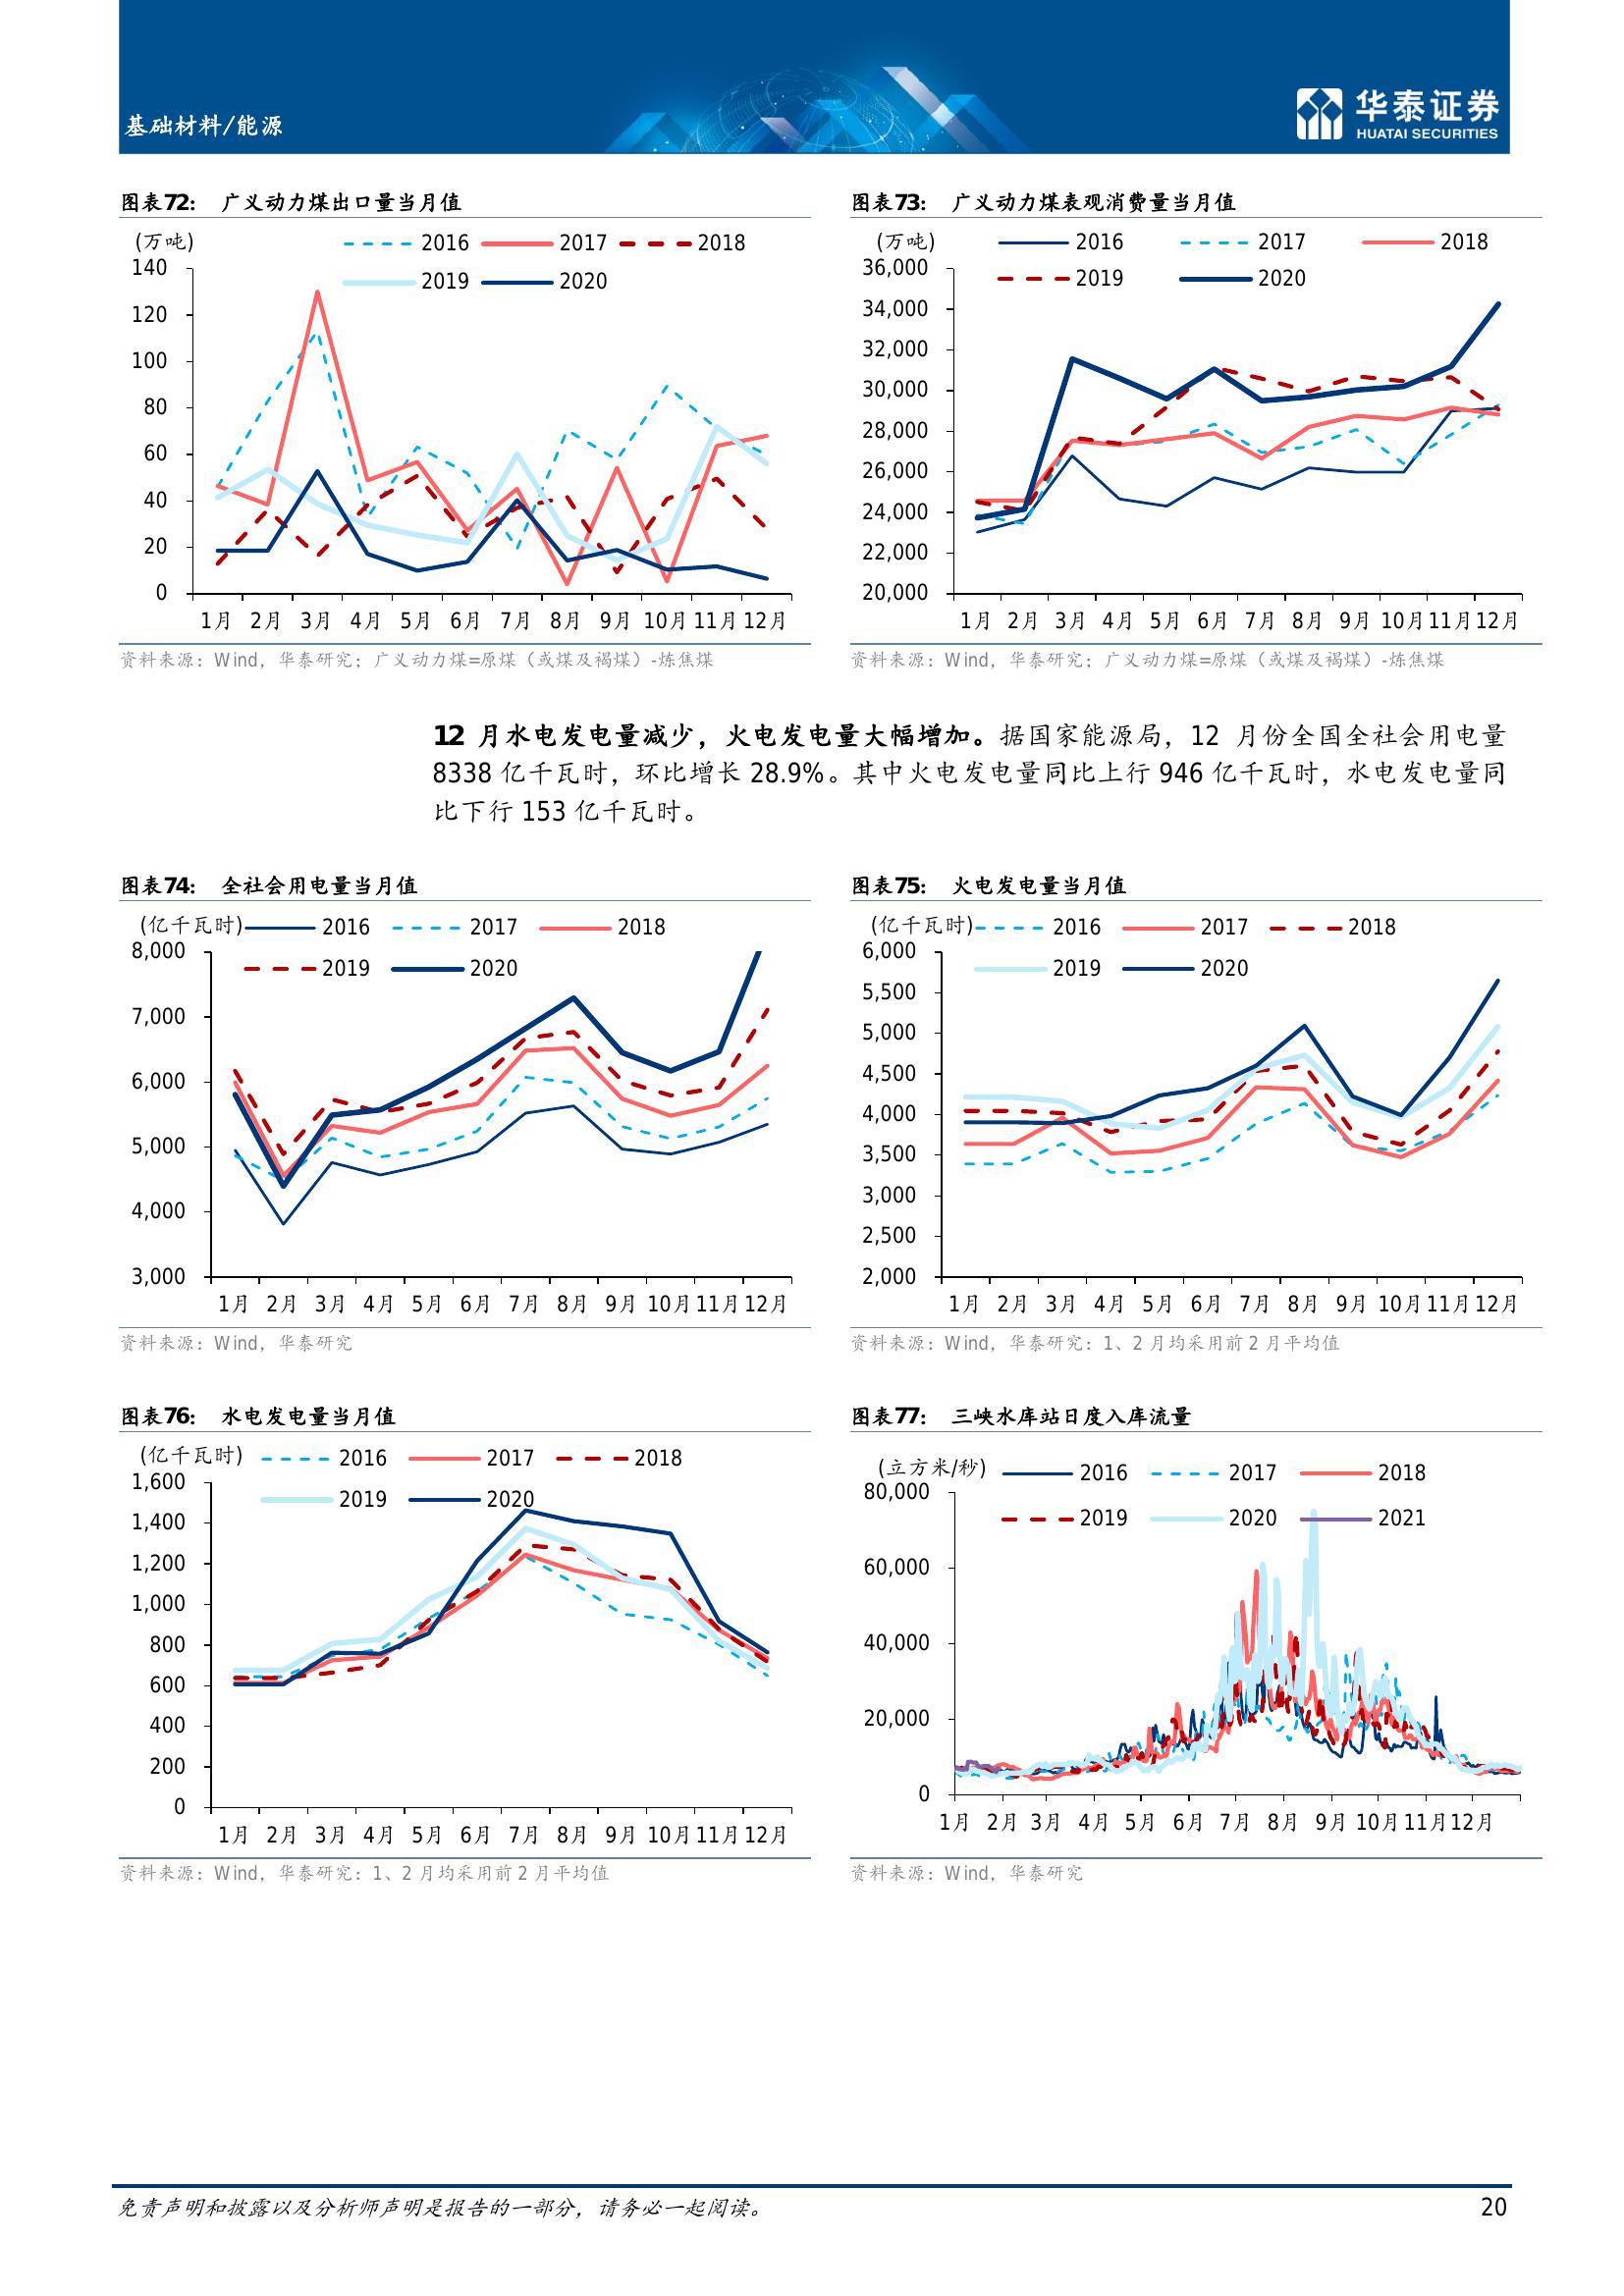 基础材料/能源
华泰证券
HUATAI SECURITIES
图表72： 广义动力煤出口量当月值
(万吨)
2016 2017 2018
2019 2020
140
120
100
80
60
40
20
0
1月 2月 3月 4月 5月 6月 7月 8月 9月 10月 11月 12月
资料来源：Wind，华泰研究；广义动力煤=原煤（或煤及褐煤）-炼焦煤
图表73： 广义动力煤表观消费量当月值
(万吨)
2016 2017 2018
2019 2020
36,000
34,000
32,000
30,000
28,000
26,000
24,000
22,000
20,000
1月 2月 3月 4月 5月 6月 7月 8月 9月 10月 11月 12月
资料来源：Wind，华泰研究；广义动力煤=原煤（或煤及褐煤）-炼焦煤
12 月水电发电量减少，火电发电量大幅增加。据国家能源局，12 月份全国全社会用电量
8338 亿千瓦时，环比增长 28.9%。其中火电发电量同比上行 946 亿千瓦时，水电发电量同
比下行 153 亿千瓦时。
图表74： 全社会用电量当月值
(亿千瓦时)
2016 2017 2018
2019 2020
8,000
7,000
6,000
5,000
4,000
3,000
1月 2月 3月 4月 5月 6月 7月 8月 9月 10月 11月 12月
资料来源：Wind，华泰研究
图表75： 火电发电量当月值
(亿千瓦时)
2016 2017 2018
2019 2020
6,000
5,500
5,000
4,500
4,000
3,500
3,000
2,500
2,000
1月 2月 3月 4月 5月 6月 7月 8月 9月 10月 11月 12月
资料来源：Wind，华泰研究：1、2 月均采用前 2 月平均值
图表76： 水电发电量当月值
(亿千瓦时)
2016 2017 2018
2019 2020
1,600
1,400
1,200
1,000
800
600
400
200
0
1月 2月 3月 4月 5月 6月 7月 8月 9月 10月 11月 12月
资料来源：Wind，华泰研究：1、2 月均采用前 2 月平均值
图表77： 三峡水库站日度入库流量
(立方米/秒)
2016 2017 2018
2019 2020 2021
80,000
60,000
40,000
20,000
0
1月 2月 3月 4月 5月 6月 7月 8月 9月 10月 11月 12月
资料来源：Wind，华泰研究
免责声明和披露以及分析师声明是报告的一部分，请务必一起阅读。
20